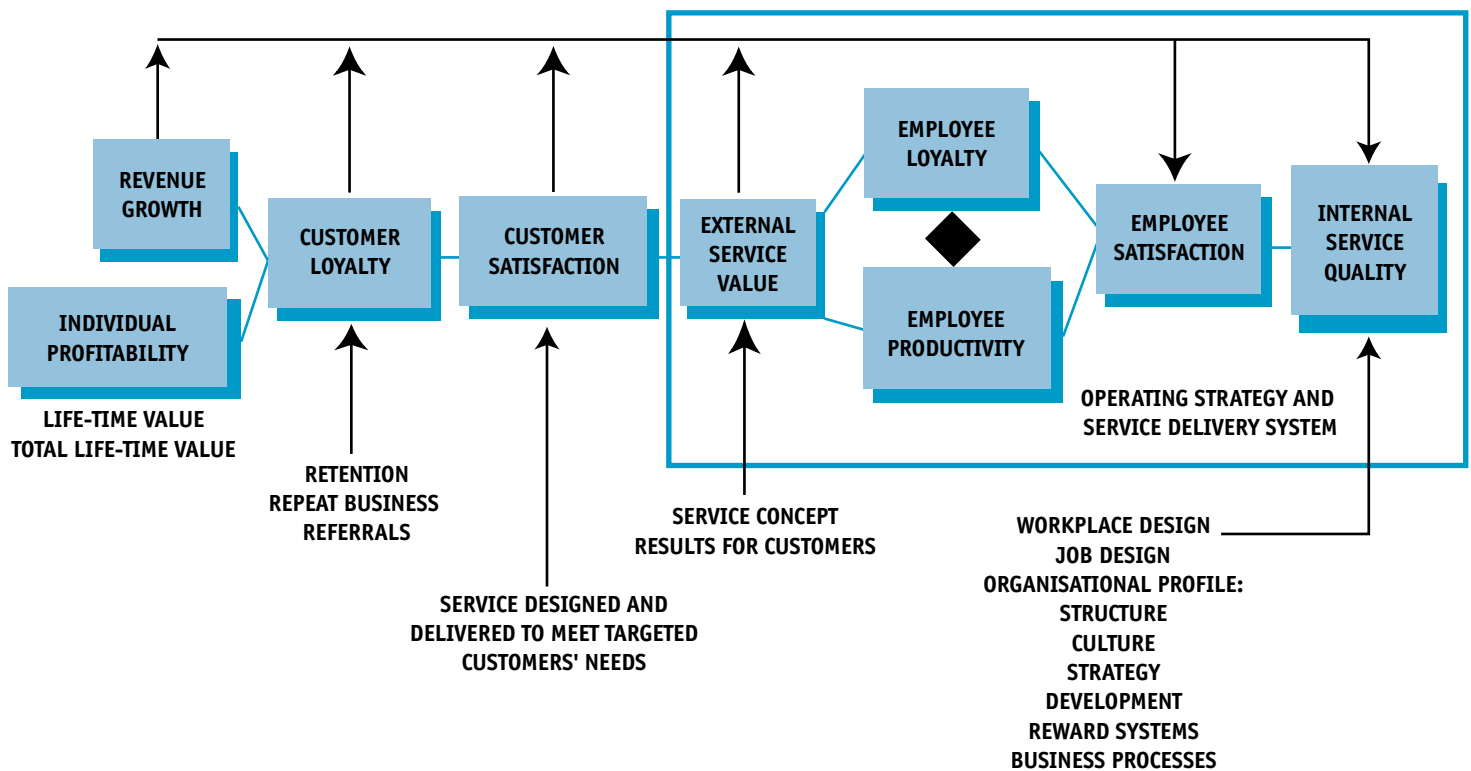 REVENUE
GROWTH
INDIVIDUAL
PROFITABILITY
LIFE-TIME VALUE
TOTAL LIFE-TIME VALUE
CUSTOMER
LOYALTY
RETENTION
REPEAT BUSINESS
REFERRALS
CUSTOMER
SATISFACTION
SERVICE DESIGNED AND
DELIVERED TO MEET TARGETED
CUSTOMERS' NEEDS
EXTERNAL
SERVICE
VALUE
SERVICE CONCEPT
RESULTS FOR CUSTOMERS
EMPLOYEE
LOYALTY
EMPLOYEE
PRODUCTIVITY
EMPLOYEE
SATISFACTION
INTERNAL
SERVICE
QUALITY
OPERATING STRATEGY AND
SERVICE DELIVERY SYSTEM
WORKPLACE DESIGN
JOB DESIGN
ORGANISATIONAL PROFILE:
STRUCTURE
CULTURE
STRATEGY
DEVELOPMENT
REWARD SYSTEMS
BUSINESS PROCESSES